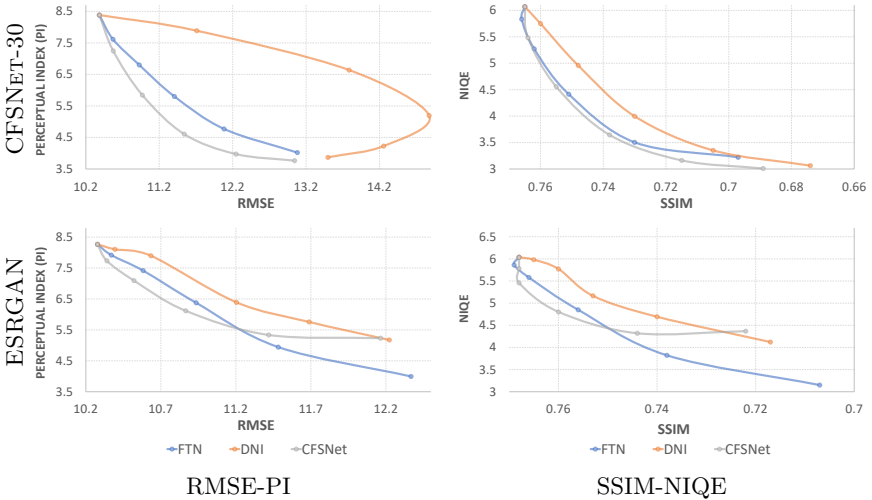 CFSNET-30
PERCEPTUAL INDEX (PI)
8.5
7.5
6.5
5.5
4.5
3.5
10.2 11.2 12.2 13.2 14.2
RMSE
NIQE
6
5.5
5
4.5
4
3.5
3
0.76 0.74 0.72 0.7 0.68 0.66
SSIM
ESRGAN
PERCEPTUAL INDEX (PI)
8.5
7.5
6.5
5.5
4.5
3.5
10.2 10.7 11.2 11.7 12.2
RMSE
NIQE
6.5
6
5.5
5
4.5
4
3.5
3
0.76 0.74 0.72 0.7
SSIM
FTN DNI CFSNet
FTN DNI CFSNet
RMSE-PI
SSIM-NIQE